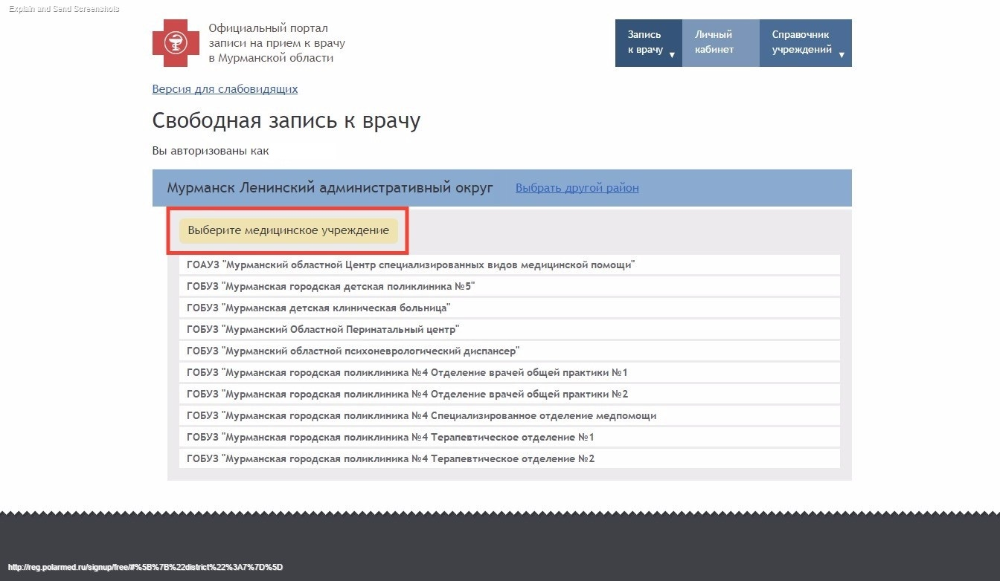 Explain and Send Screenshots
Официальный портал
записи на прием к врачу
в Мурманской области
Запись
к врачу ▼
Личный
кабинет
Справочник
учреждений ▼
Версия для слабовидящих
Свободная запись к врачу
Вы авторизованы как
Мурманск Ленинский административный округ Выбрать другой район
Выберите медицинское учреждение
ГОАУЗ "Мурманский областной Центр специализированных видов медицинской помощи"
ГОБУЗ "Мурманская городская детская поликлиника №5"
ГОБУЗ "Мурманская детская клиническая больница"
ГОБУЗ "Мурманский Областной Перинатальный центр"
ГОБУЗ "Мурманский областной психоневрологический диспансер"
ГОБУЗ "Мурманская городская поликлиника №4 Отделение врачей общей практики №1
ГОБУЗ "Мурманская городская поликлиника №4 Отделение врачей общей практики №2
ГОБУЗ "Мурманская городская поликлиника №4 Специализированное отделение медпомощи
ГОБУЗ "Мурманская городская поликлиника №4 Терапевтическое отделение №1
ГОБУЗ "Мурманская городская поликлиника №4 Терапевтическое отделение №2
http://reg.polarmed.ru/signup/free/#%5B%7B%22district%22%3A7%7D%5D